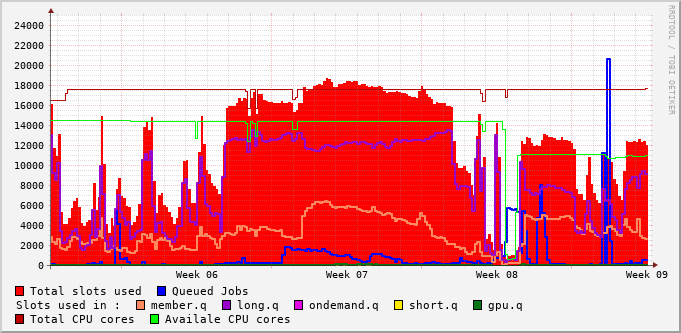 RRDTOOL / TOBI OETIKER
24000
22000
20000
18000
16000
14000
12000
10000
8000
6000
4000
2000
0
Week 06 Week 07 Week 08 Week 09
Total slots used Queued Jobs
Slots used in : member.q long.q ondemand.q short.q gpu.q
Total CPU cores Availale CPU cores